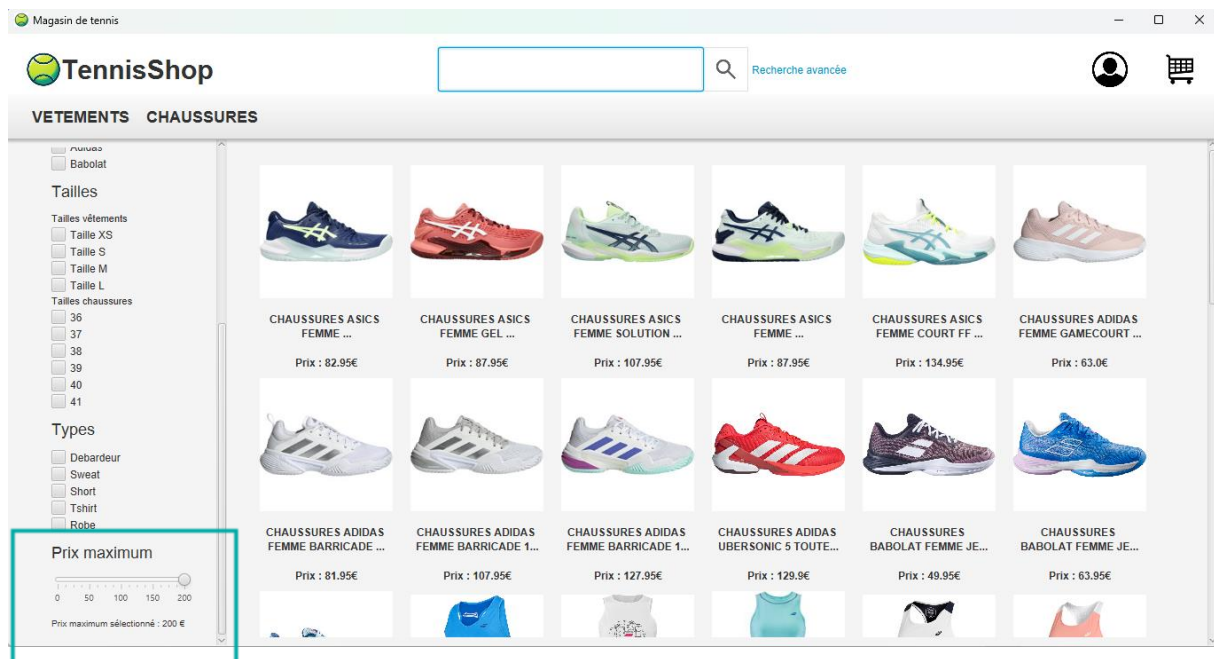 Magasin de tennis
TennisShop
Recherche avancée
VETEMENTS CHAUSSURES
Adidas
Babolat
Tailles
Tailles vêtements
Taille XS
Taille S
Taille M
Taille L
Tailles chaussures
36
37
38
39
40
41
Types
Debardeur
Sweat
Short
Tshirt
Robe
Prix maximum
0 50 100 150 200
Prix maximum sélectionné : 200 €
CHAUSSURES ASICS
FEMME ...
Prix : 82.95€
CHAUSSURES ASICS
FEMME GEL ...
Prix : 87.95€
CHAUSSURES ASICS
FEMME SOLUTION ...
Prix : 107.95€
CHAUSSURES ASICS
FEMME ...
Prix : 87.95€
CHAUSSURES ASICS
FEMME COURT FF ...
Prix : 134.95€
CHAUSSURES ADIDAS
FEMME GAMECOURT ...
Prix : 63.0€
CHAUSSURES ADIDAS
FEMME BARRICADE ...
Prix : 81.95€
CHAUSSURES ADIDAS
FEMME BARRICADE 1...
Prix : 107.95€
CHAUSSURES ADIDAS
FEMME BARRICADE 1...
Prix : 127.95€
CHAUSSURES ADIDAS
UBERSONIC 5 TOUTE...
Prix : 129.9€
CHAUSSURES
BABOLAT FEMME JE...
Prix : 49.95€
CHAUSSURES
BABOLAT FEMME JE...
Prix : 63.95€